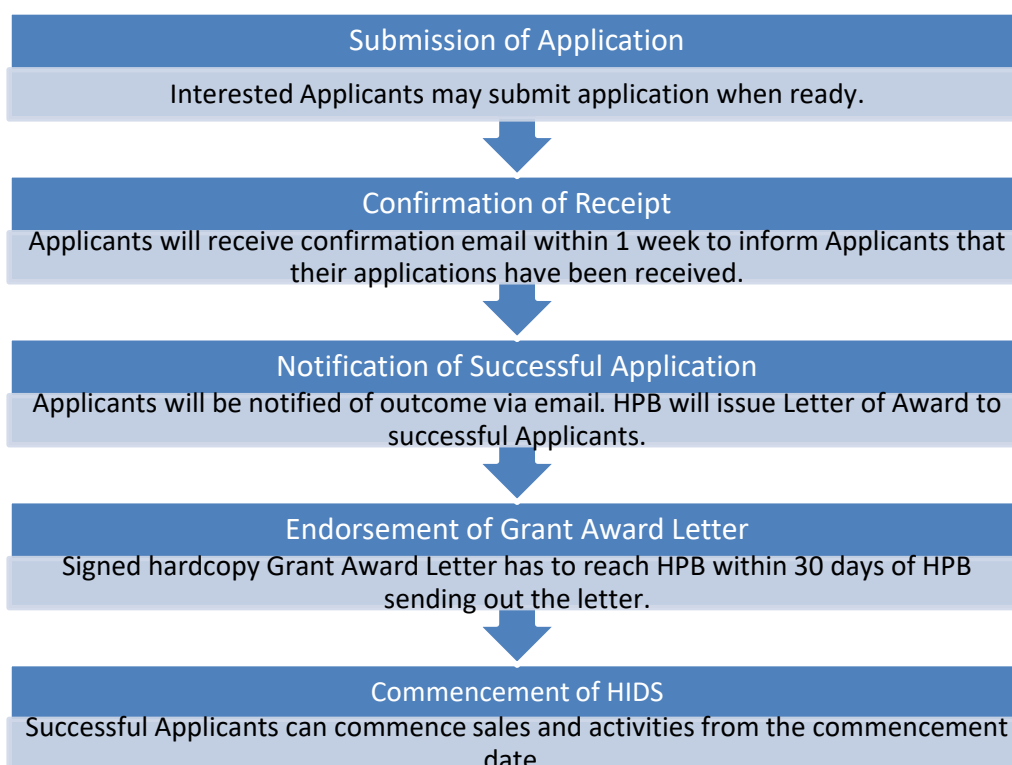 Submission of Application
Interested Applicants may submit application when ready.
Confirmation of Receipt
Applicants will receive confirmation email within 1 week to inform Applicants that
their applications have been received.
Notification of Successful Application
Applicants will be notified of outcome via email. HPB will issue Letter of Award to
successful Applicants.
Endorsement of Grant Award Letter
Signed hardcopy Grant Award Letter has to reach HPB within 30 days of HPB
sending out the letter.
Commencement of HIDS
Successful Applicants can commence sales and activities from the commencement
date